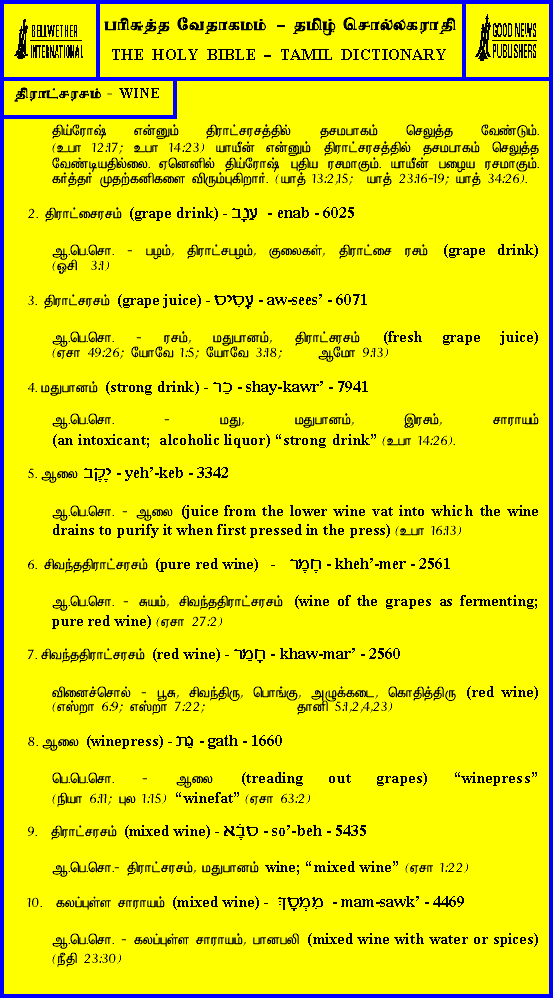 BELLWETHER
INTERNATIONAL
பரிசுத்த வேதாகமம் – தமிழ் சொல்லகராதி
THE HOLY BIBLE – TAMIL DICTIONARY
GOOD NEWS
PUBLISHERS
திராட்சரசம் - WINE
திய்ரோஷ் என்னும் திராட்சரசத்தில் தசமபாகம் செலுத்த வேண்டும்.
(உபா 12:17; உபா 14:23) யாயீன் என்னும் திராட்சரசத்தில் தசமபாகம் செலுத்த
வேண்டியதில்லை. ஏனெனில் திய்ரோஷ் புதிய ரசமாகும். யாயீன் பழைய ரசமாகும்.
கர்த்தர் முதற்கனிகளை விரும்புகிறார். (யாத் 13:2,15; யாத் 23:16-19; யாத் 34:26).
2. திராட்சைரசம் (grape drink) - עֵנָב - enab - 6025
ஆ.பெ.சொ. - பழம், திராட்சபழம், குலைகள், திராட்சை ரசம் (grape drink)
(ஓசி 3:1)
3. திராட்சரசம் (grape juice) - עָסִיס - aw-sees’ - 6071
ஆ.பெ.சொ. - ரசம், மதுபானம், திராட்சரசம் (fresh grape juice)
(ஏசா 49:26; யோவே 1:5; யோவே 3:18; ஆமோ 9:13)
4. மதுபானம் (strong drink) - כַר - shay-kawr’ - 7941
ஆ.பெ.சொ. - மது, மதுபானம், இரசம், சாராயம்
(an intoxicant; alcoholic liquor) “strong drink” (உபா 14:26).
5. ஆலை יֶקֶב - yeh’-keb - 3342
ஆ.பெ.சொ. - ஆலை (juice from the lower wine vat into which the wine
drains to purify it when first pressed in the press) (உபா 16:13)
6. சிவந்ததிராட்சரசம் (pure red wine) - חֶמֶר - kheh’-mer - 2561
ஆ.பெ.சொ. - சுயம், சிவந்ததிராட்சரசம் (wine of the grapes as fermenting;
pure red wine) (ஏசா 27:2)
7. சிவந்ததிராட்சரசம் (red wine) - חָמַר - khaw-mar’ - 2560
வினைச்சொல் - பூசு, சிவந்திரு, பொங்கு, அழுக்கடை, கொதித்திரு (red wine)
(எஸ்றா 6:9; எஸ்றா 7:22; தானி 5:1,2,4,23)
8. ஆலை (winepress) - גַת - gath - 1660
பெ.பெ.சொ. - ஆலை (treading out grapes) “winepress”
(நியா 6:11; புல 1:15) “winefat” (ஏசா 63:2)
9. திராட்சரசம் (mixed wine) - סֹבֶא - so’-beh - 5435
ஆ.பெ.சொ.- திராட்சரசம், மதுபானம் wine; “mixed wine” (ஏசா 1:22)
10. கலப்புள்ள சாராயம் (mixed wine) - מִמְסָךְ - mam-sawk’ - 4469
ஆ.பெ.சொ. - கலப்புள்ள சாராயம், பானபலி (mixed wine with water or spices)
(நீதி 23:30)